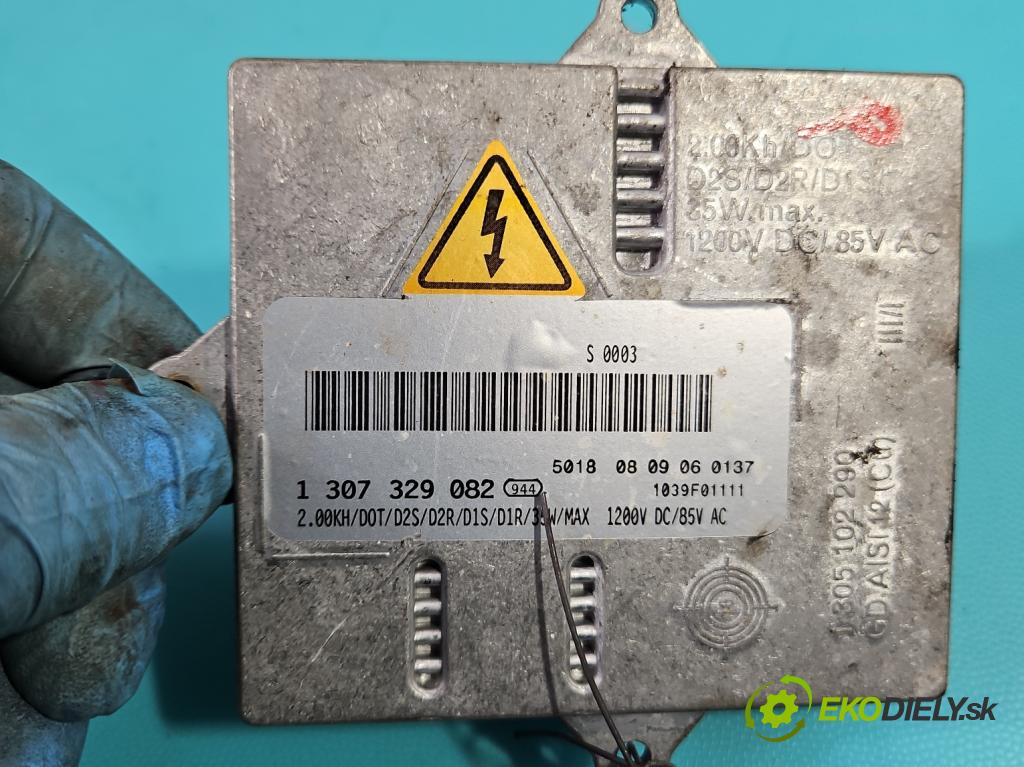 2.00Kh/DO
D2S/D2R/D1S/
35W.max.
1200V DC/.85V AC
S 0003
5018 08 09 06 0137
1 307 329 082 944 1039F01111
2.00KH/DOT/D2S/D2R/D1S/D1R/35W/MAX 1200V DC/85V AC
1 305 102 290
GD AISI12 (Cu)
EKODIELY.sk